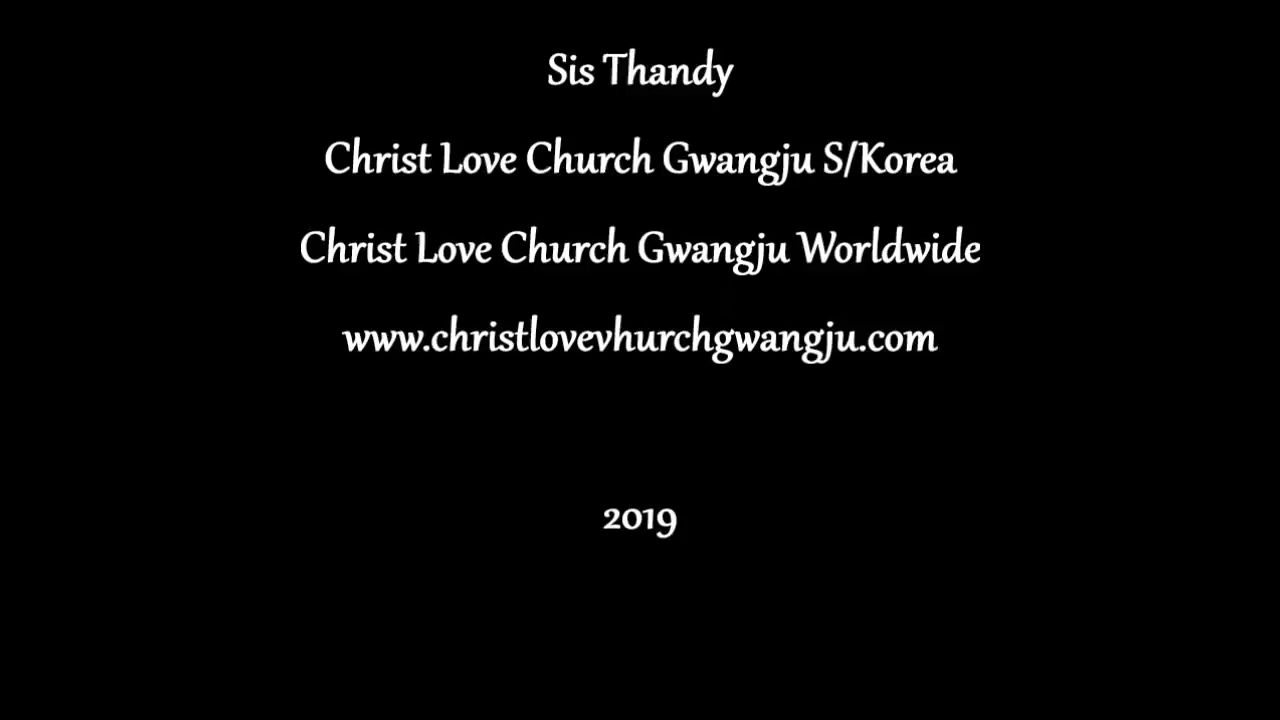 Sis Thandy
Christ Love Church Gwangju S/Korea
Christ Love Church Gwangju Worldwide
www.christlovevhurchgwangju.com
2019